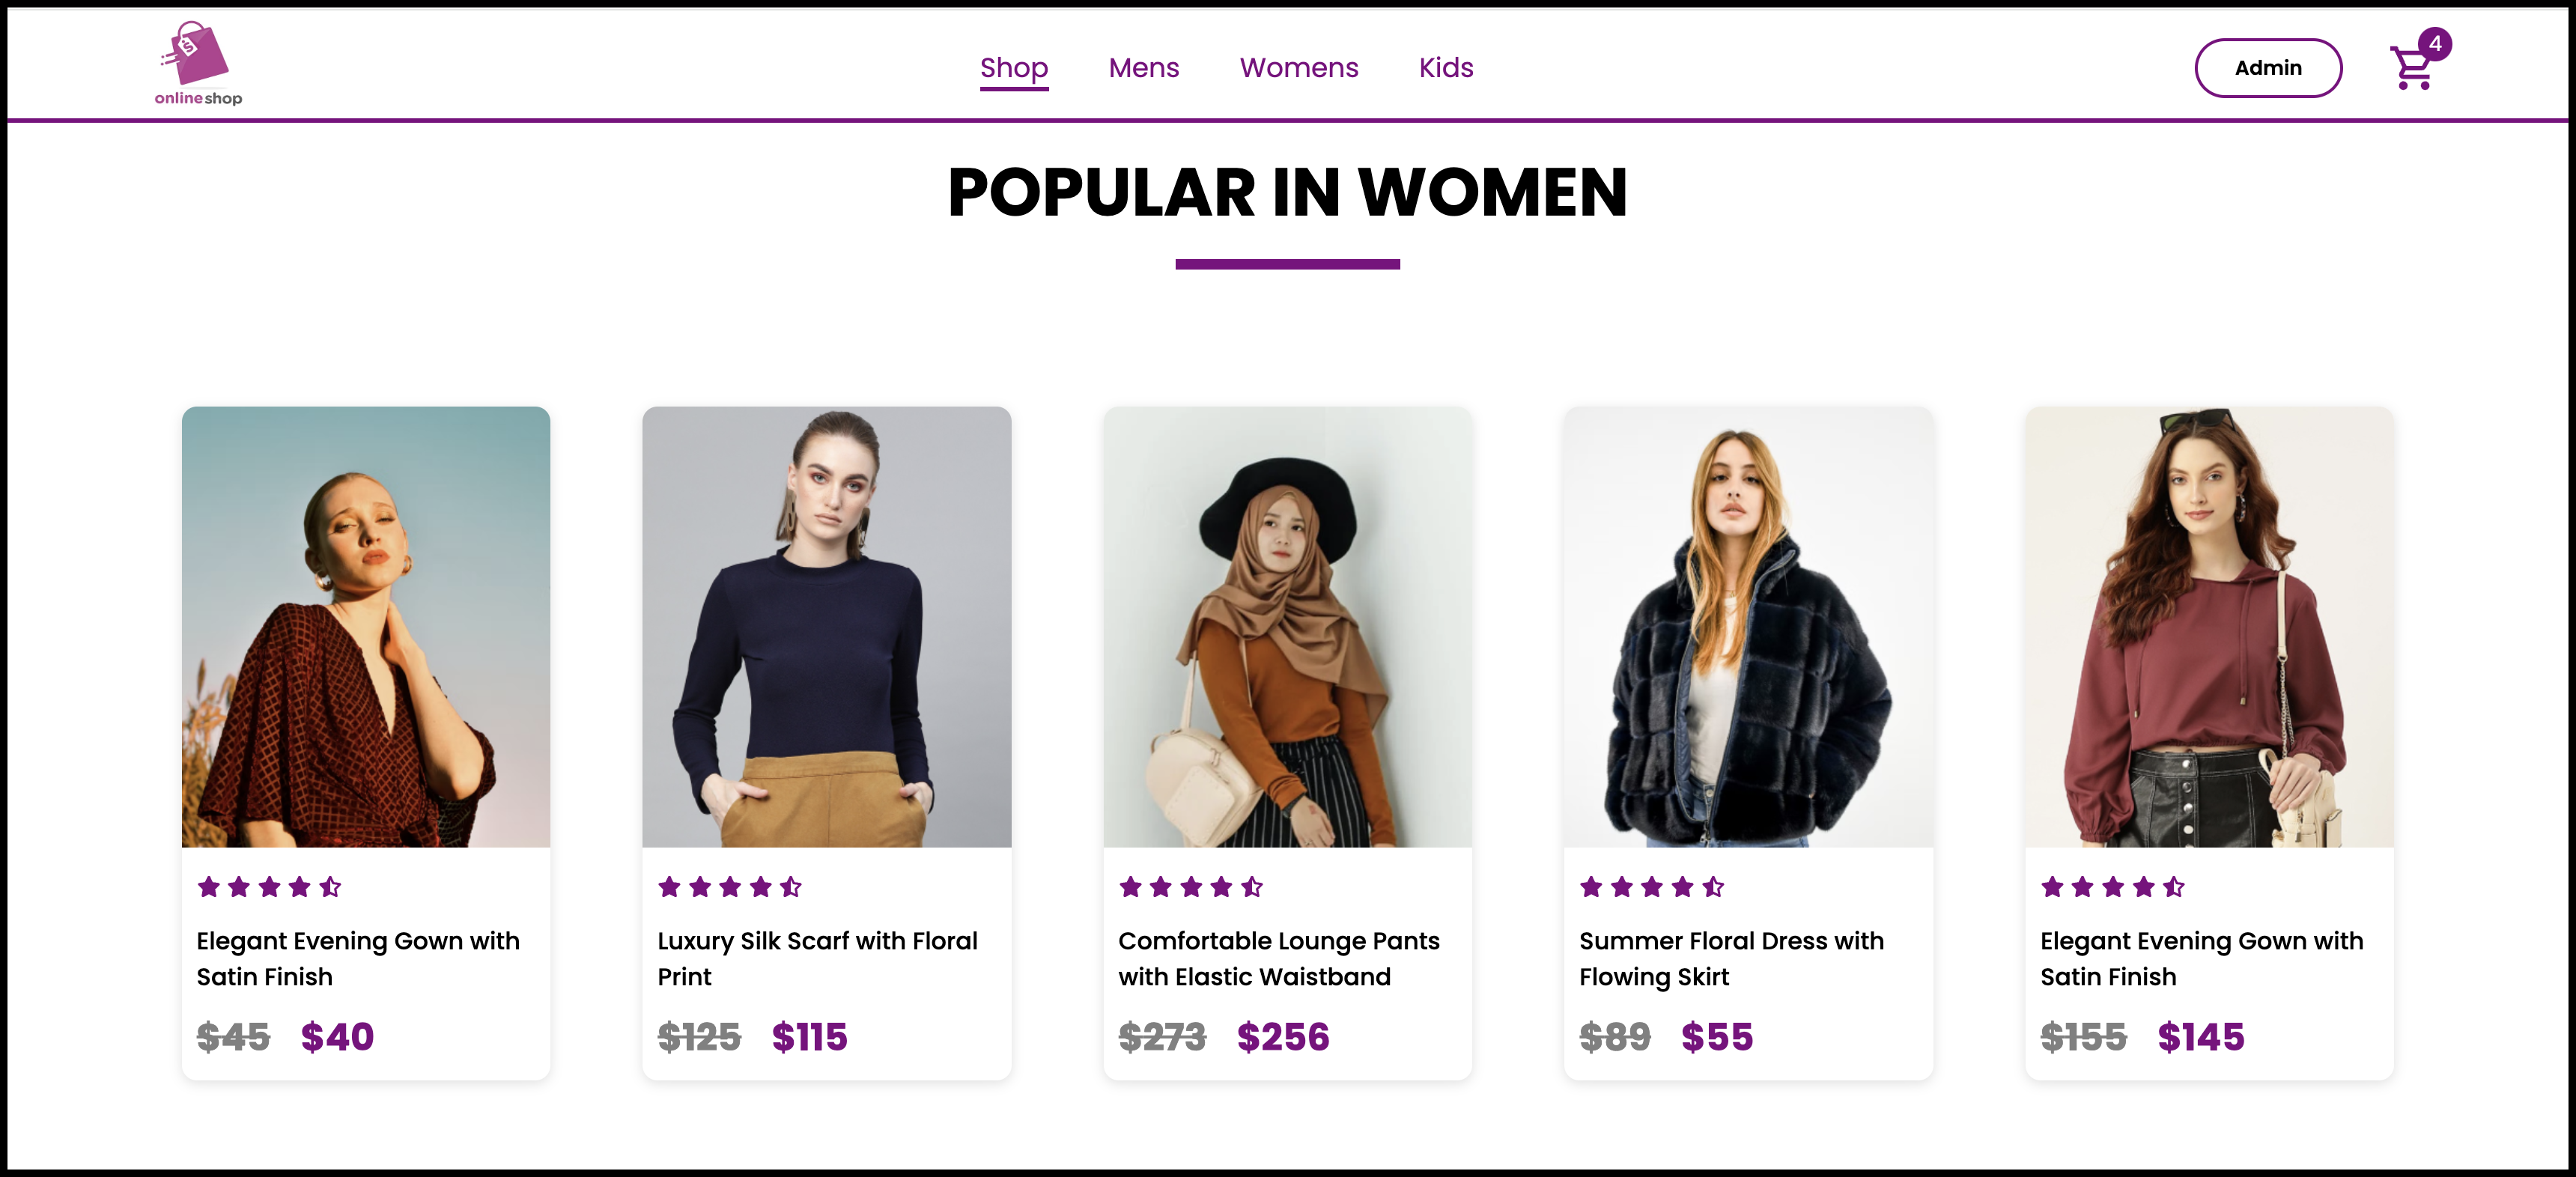 $
onlineshop
Shop Mens Womens Kids
Admin
4
POPULAR IN WOMEN
Elegant Evening Gown with
Satin Finish
$45 $40
Luxury Silk Scarf with Floral
Print
$125 $115
Comfortable Lounge Pants
with Elastic Waistband
$273 $256
Summer Floral Dress with
Flowing Skirt
$89 $55
Elegant Evening Gown with
Satin Finish
$155 $145